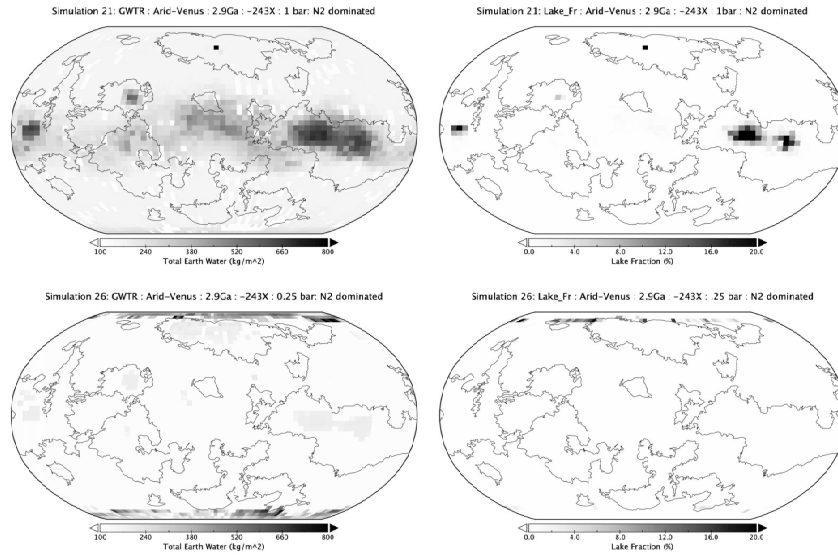 Simulation 21: GWTR : Arid-Venus : 2.9Ga : -243X : 1 bar: N2 dominated
Simulation 21: Lake_Fr : Arid-Venus : 2.9Ga : -243X : 1bar : N2 dominated
100 240 380 520 660 800
Total Earth Water (kg/m^2)
0.0 4.0 8.0 12.0 16.0 20.0
Lake Fraction (%)
Simulation 26: GWTR : Arid-Venus : 2.9Ga : -243X : 0.25 bar: N2 dominated
Simulation 26: Lake_Fr : Arid-Venus : 2.9Ga : -243X : .25 bar : N2 dominated
100 240 380 520 660 800
Total Earth Water (kg/m^2)
0.0 4.0 8.0 12.0 16.0 20.0
Lake Fraction (%)